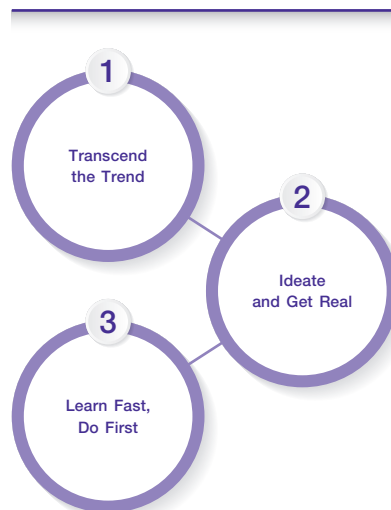 1
Transcend
the Trend
2
Ideate
and Get Real
3
Learn Fast,
Do First